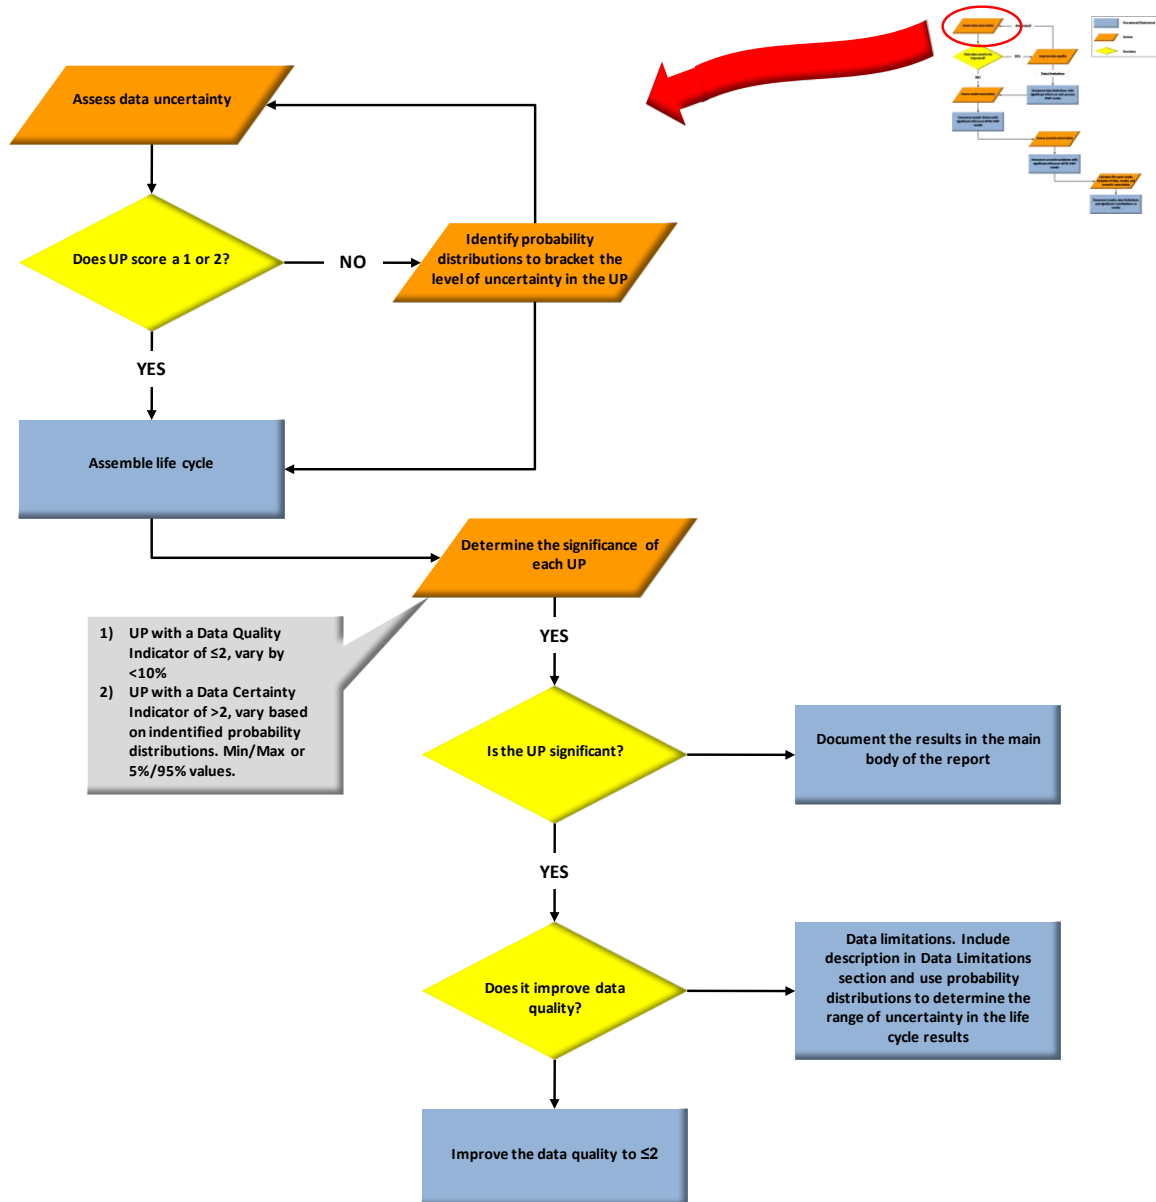 Assess data uncertainty
Does UP score a 1 or 2?
NO
Identify probability
distributions to bracket the
level of uncertainty in the UP
YES
Assemble life cycle
Determine the significance of
each UP
1) UP with a Data Quality
Indicator of ≤2, vary by
<10%
2) UP with a Data Certainty
Indicator of >2, vary based
on indentified probability
distributions. Min/Max or
5%/95% values.
YES
Is the UP significant?
Document the results in the main
body of the report
YES
Does it improve data
quality?
Data limitations. Include
description in Data Limitations
section and use probability
distributions to determine the
range of uncertainty in the life
cycle results
Improve the data quality to ≤2